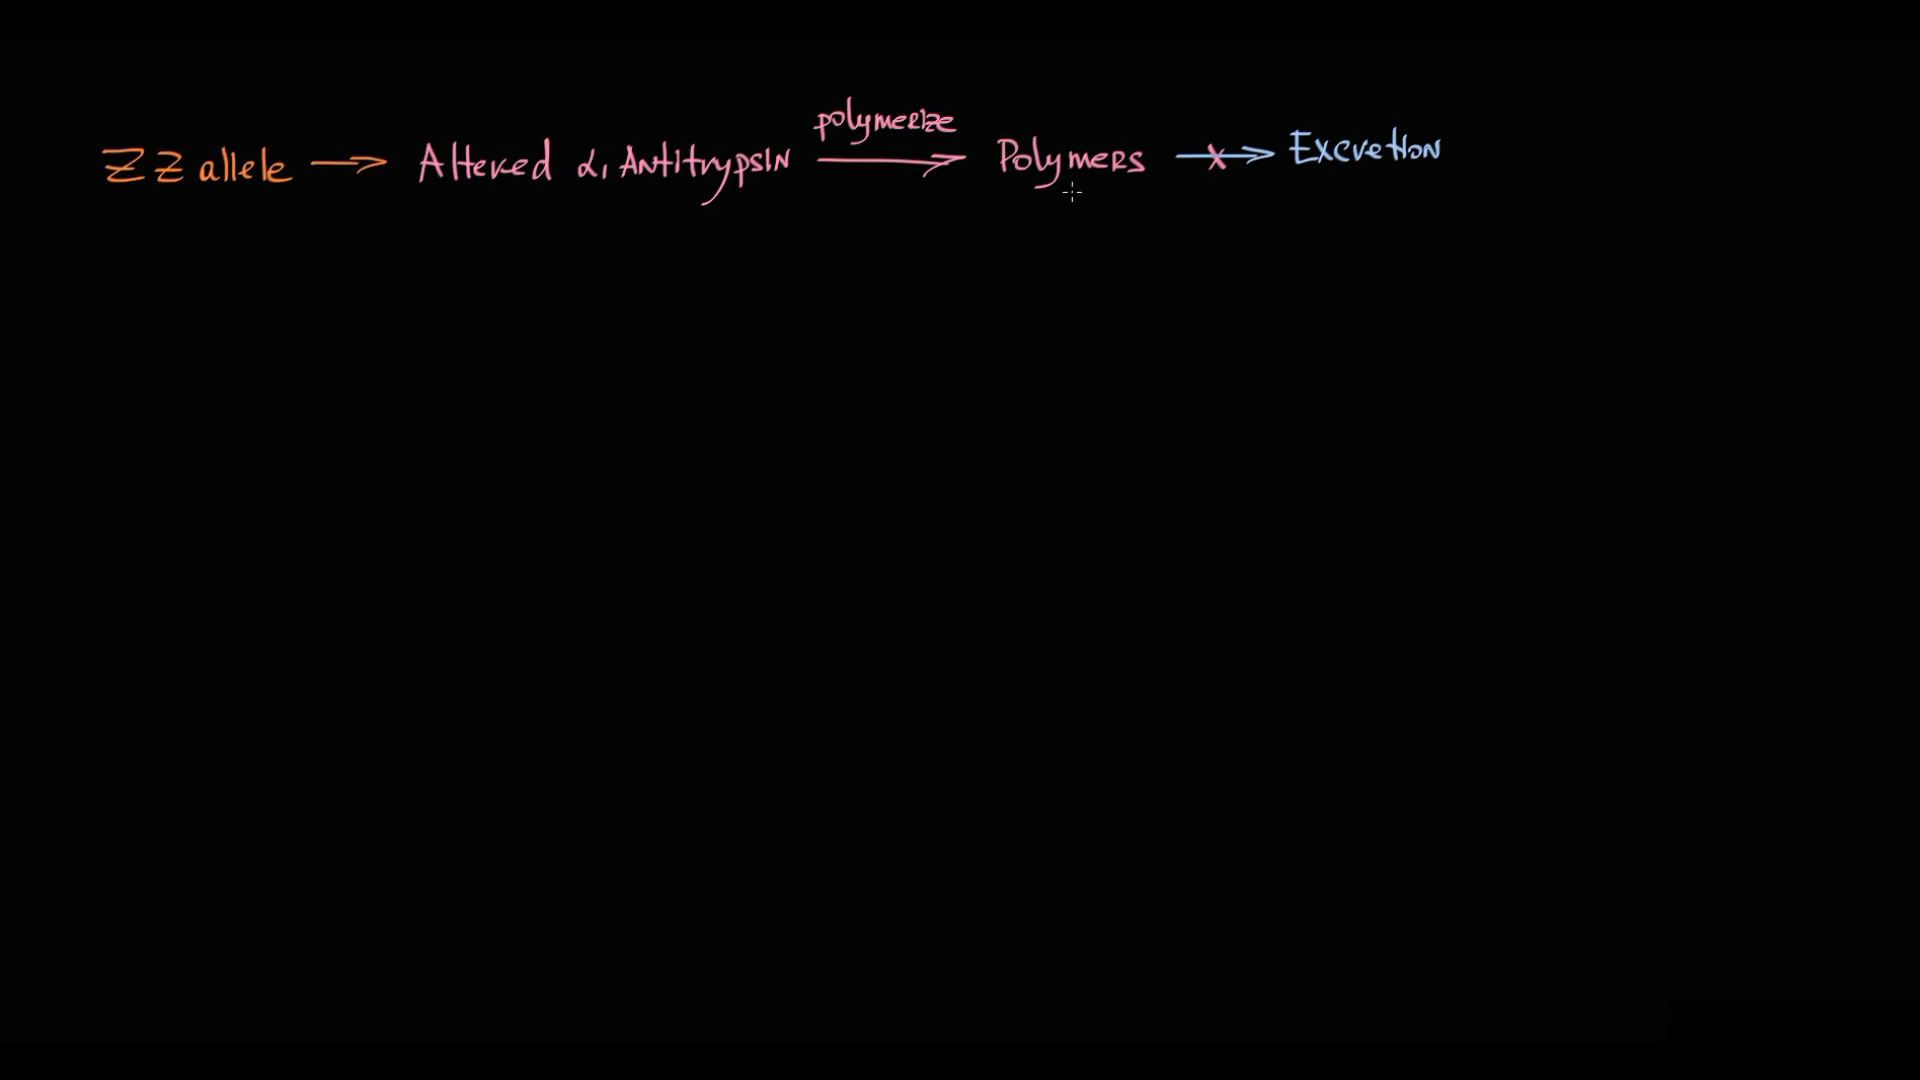 polymerize
ZZ allele → Altered α₁ Antitrypsin → Polymers → Excretion